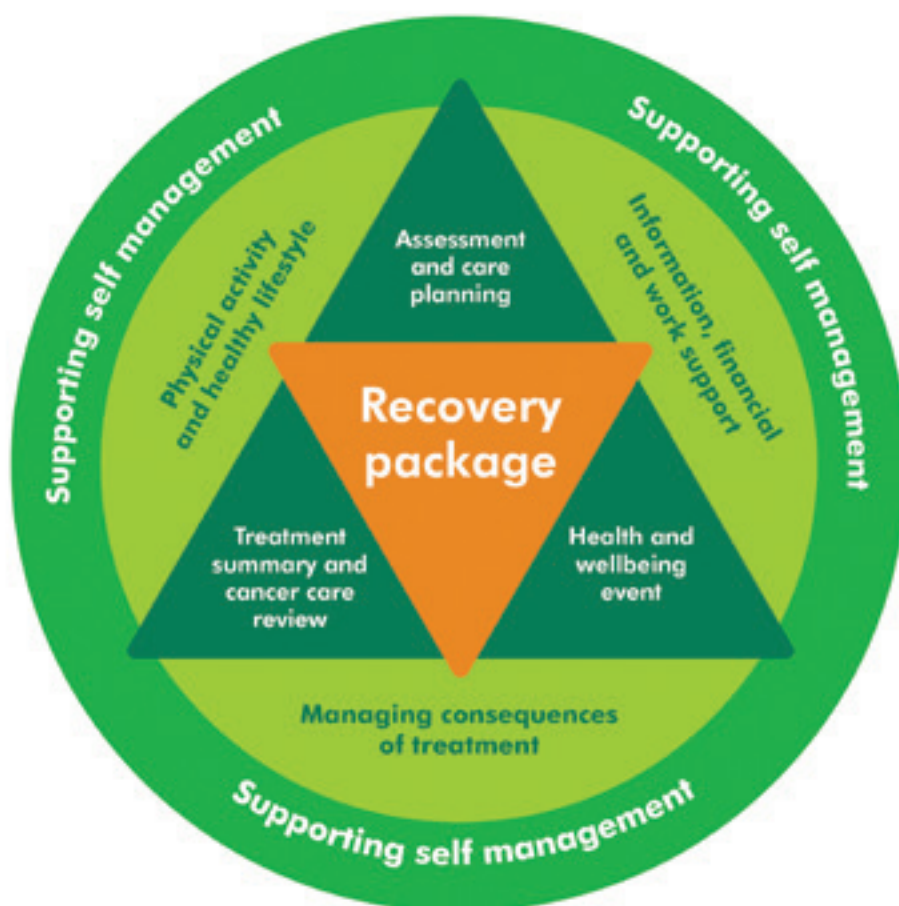 Supporting self management
Supporting self management
Physical activity
and healthy lifestyle
Assessment
and care
planning
Information, financial
and work support
Recovery
package
Treatment
summary and
cancer care
review
Health and
wellbeing
event
Managing consequences
of treatment
Supporting self management